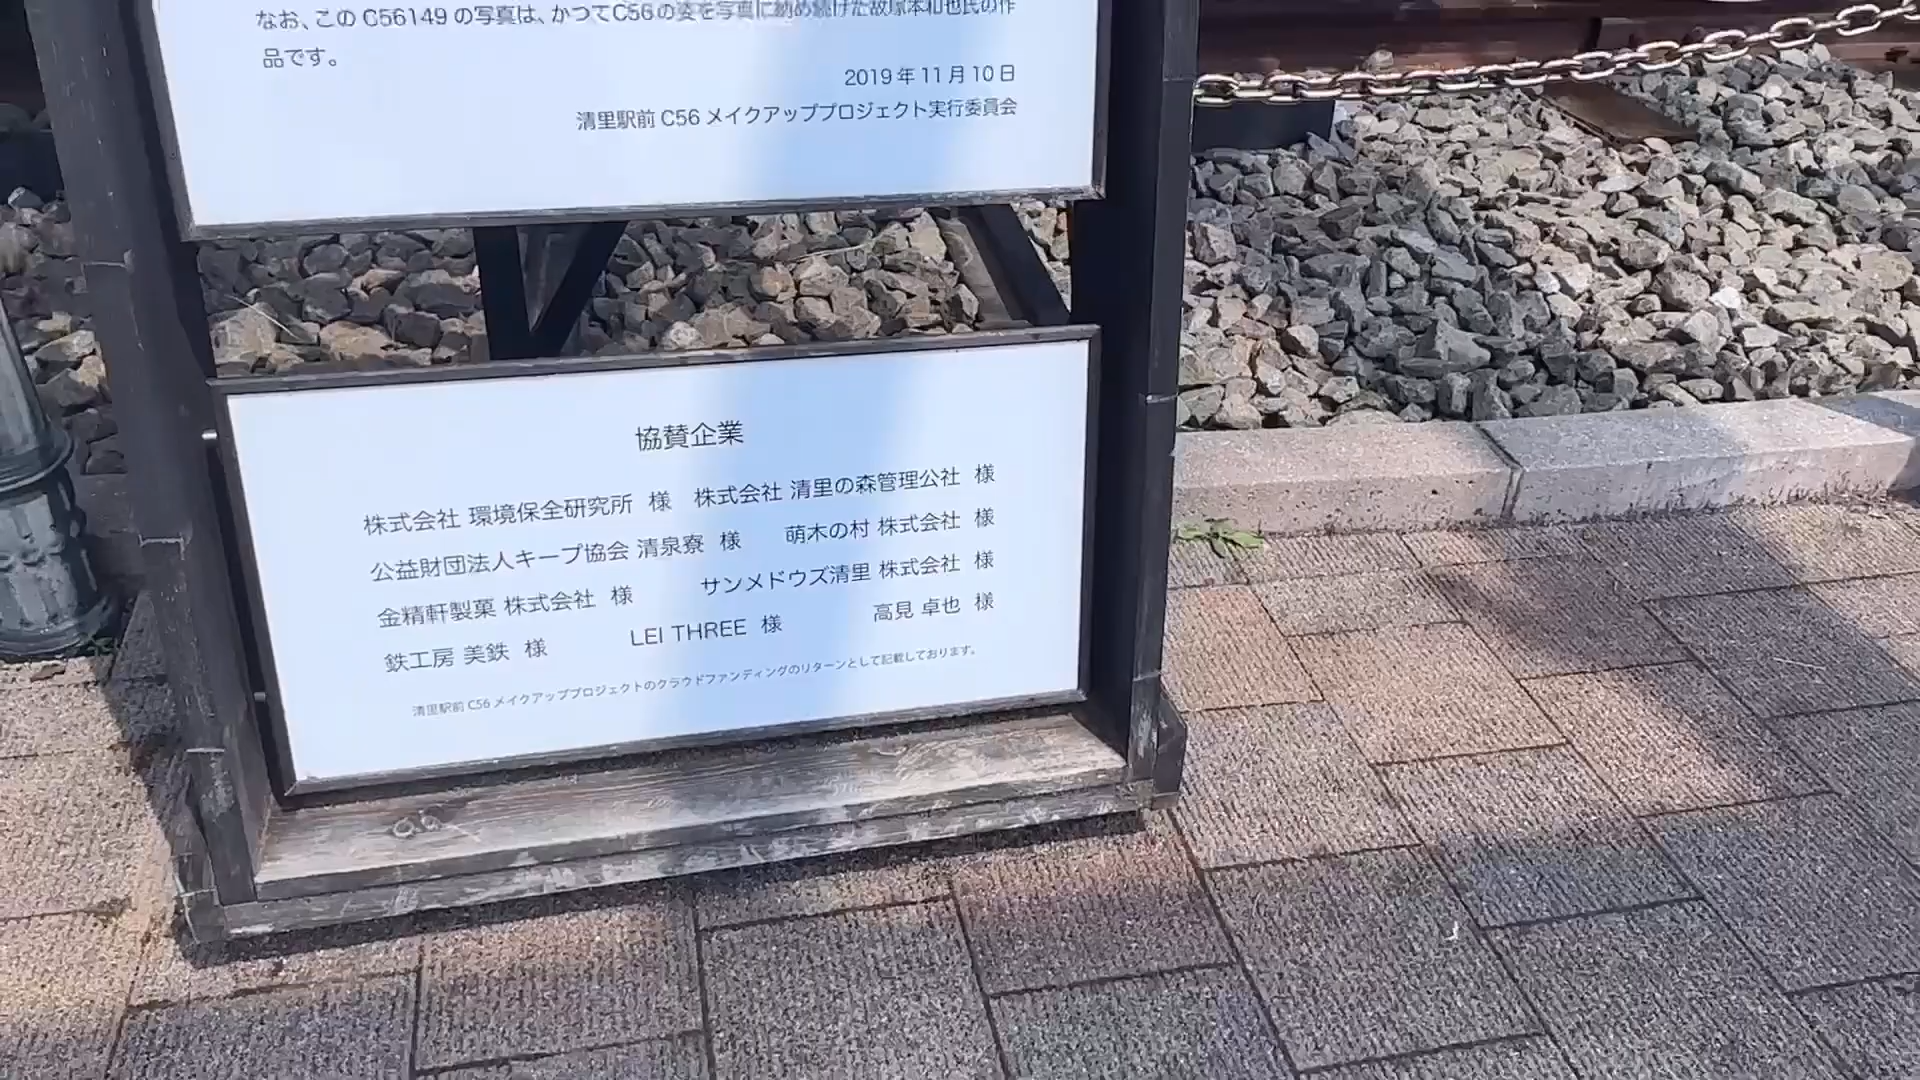 なお、このC56149の写真は、かつてC56の姿を写真に納め続けた故塚本和也氏の作
品です。
2019年11月10日
清里駅前C56メイクアッププロジェクト実行委員会
協賛企業
株式会社 環境保全研究所 様 株式会社 清里の森管理公社 様
公益財団法人キープ協会 清泉寮 様 萌木の村 株式会社 様
金精軒製菓 株式会社 様 サンメドウズ清里 株式会社 様
鉄工房 美鉄 様 LEI THREE 様 高見 卓也 様
清里駅前C56メイクアッププロジェクトのクラウドファンディングのリターンとして記載しております。